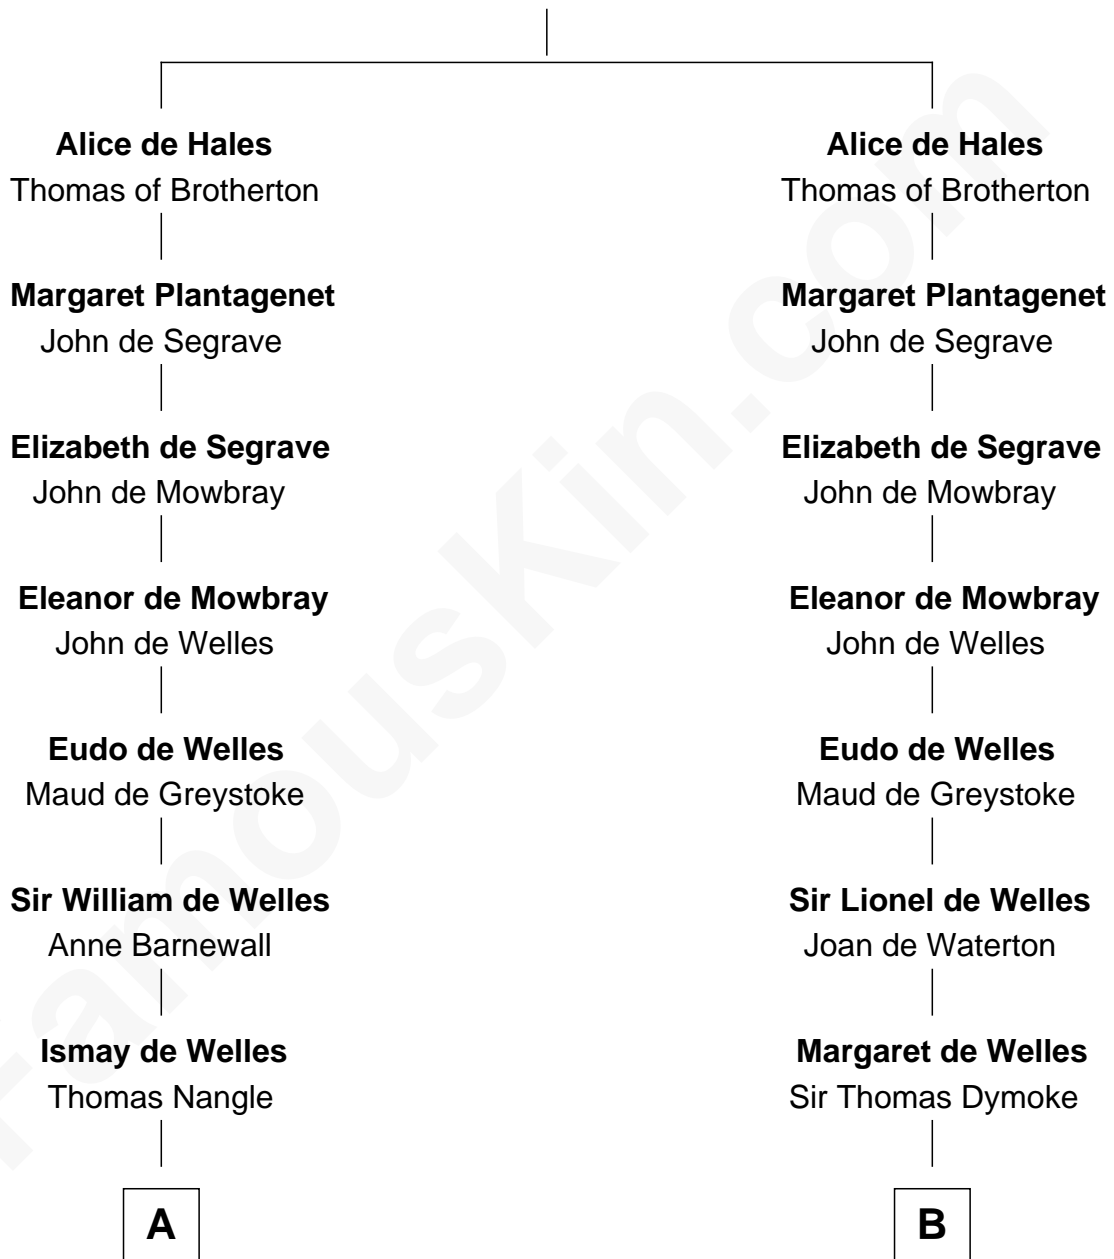 Alice de Hales
Thomas of Brotherton
Margaret Plantagenet
John de Segrave
Elizabeth de Segrave
John de Mowbray
Eleanor de Mowbray
John de Welles
Eudo de Welles
Maud de Greystoke
Sir William de Welles
Anne Barnewall
Ismay de Welles
Thomas Nangle
A
Alice de Hales
Thomas of Brotherton
Margaret Plantagenet
John de Segrave
Elizabeth de Segrave
John de Mowbray
Eleanor de Mowbray
John de Welles
Eudo de Welles
Maud de Greystoke
Sir Lionel de Welles
Joan de Waterton
Margaret de Welles
Sir Thomas Dymoke
B
FamousKin.com